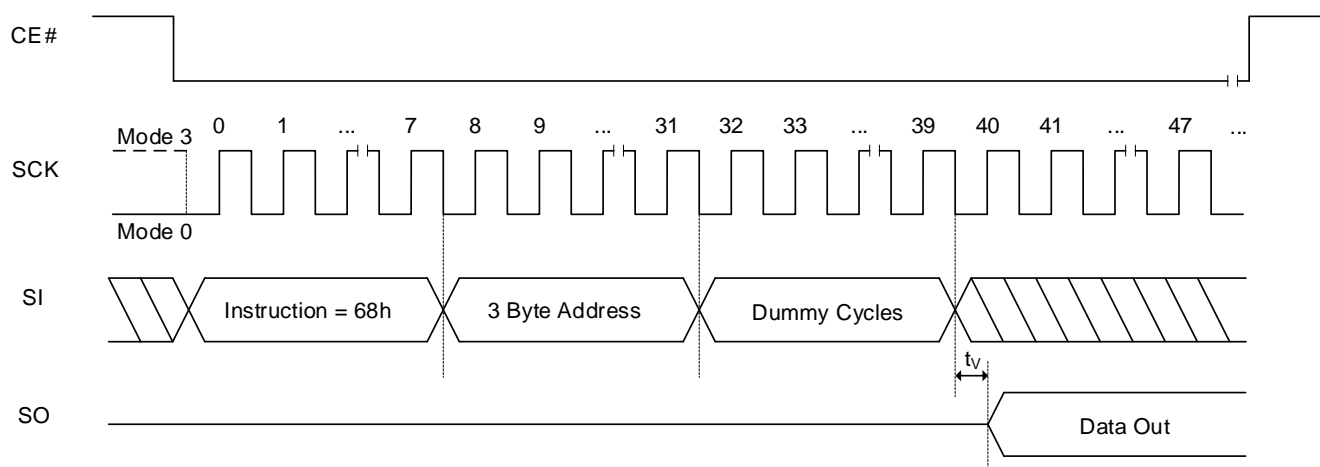 CE#
Mode 3
0 1 ... 7 8 9 ... 31 32 33 ... 39 40 41 ... 47 ...
SCK
Mode 0
SI
Instruction = 68h
3 Byte Address
Dummy Cycles
tV
SO
Data Out